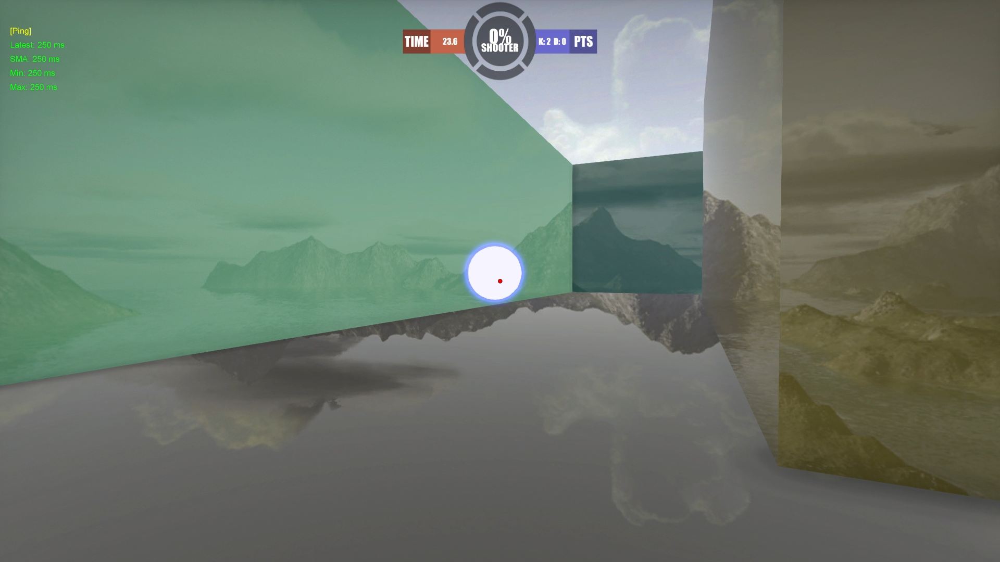 [Ping]
Latest: 250 ms
SMA: 250 ms
Min: 250 ms
Max: 250 ms
TIME 23.6
0%
SHOOTER
K: 2 D: 0 PTS